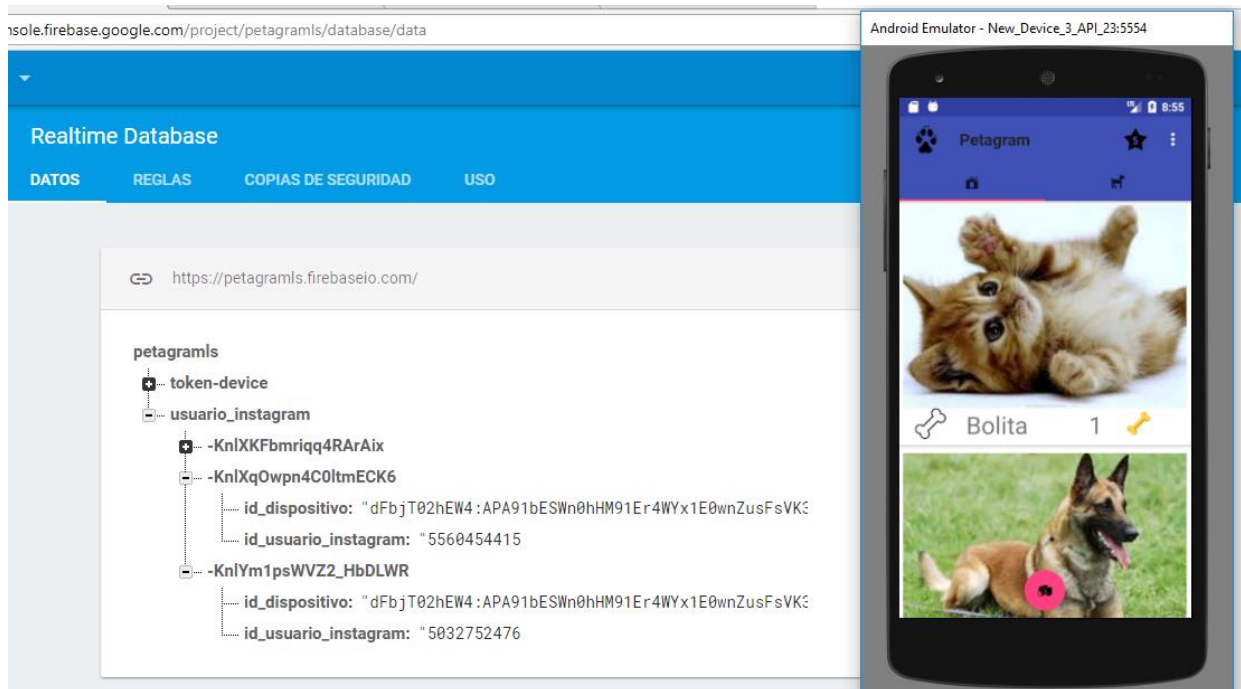 nsole.firebase.google.com/project/petagramls/database/data
Realtime Database
DATOS REGLAS COPIAS DE SEGURIDAD USO
https://petagramls.firebaseio.com/
petagramls
token-device
usuario_instagram
-KnlXKFbmriqq4RArAix
-KnlXqOwpn4C0ltmECK6
id_dispositivo: "dFbjT02hEW4:APA91bESWn0hHM91Er4WYx1E0wnZusFsVK3
id_usuario_instagram: "5560454415
-KnlYm1psWVZ2_HbDLWR
id_dispositivo: "dFbjT02hEW4:APA91bESWn0hHM91Er4WYx1E0wnZusFsVK3
id_usuario_instagram: "5032752476
Android Emulator - New_Device_3_API_23:5554
8:55
Petagram 5
Bolita 1